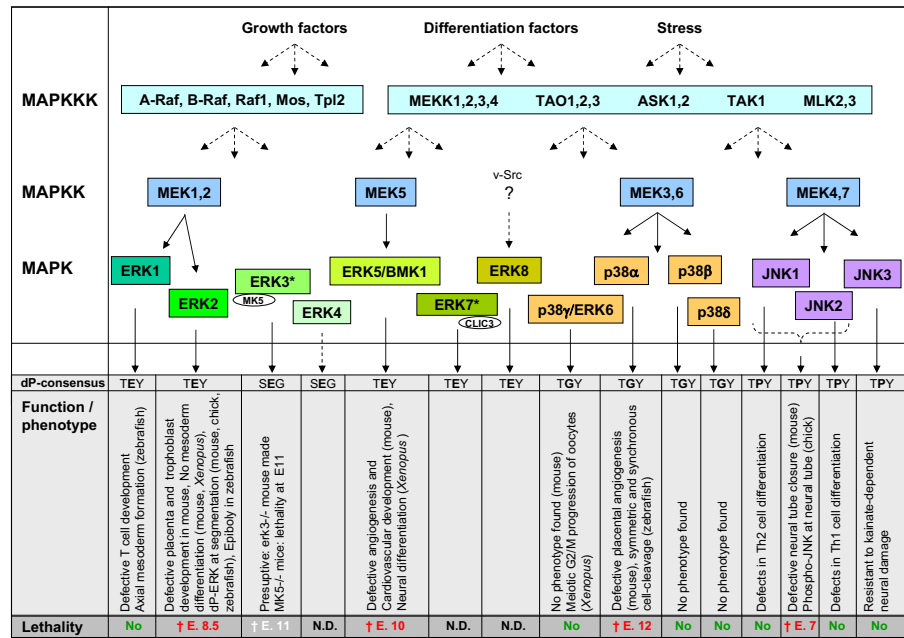 Growth factors Differentiation factors Stress
MAPKKK
A-Raf, B-Raf, Raf1, Mos, Tpl2
MEKK1,2,3,4 TAO1,2,3 ASK1,2 TAK1 MLK2,3
MAPKK
MEK1,2
MEK5
v-Src
?
MEK3,6
MEK4,7
MAPK
ERK1
ERK2
ERK3*
MK5
ERK4
ERK5/BMK1
ERK7*
CLIC3
ERK8
p38α
p38β
p38γ/ERK6
p38δ
JNK1
JNK2
JNK3
dP-consensus TEY TEY SEG SEG TEY TEY TEY TGY TGY TGY TGY TPY TPY TPY TPY
Function /
phenotype
Defective T cell development
Axial mesoderm formation (zebrafish)
Defective placenta and trophoblast
development in mouse, No mesoderm
differentiation (mouse, Xenopus),
dP-ERK at segmentation (mouse, chick,
zebrafish), Epiboly in zebrafish)
Presuptive: erk3-/- mouse made
MK5-/- mice: lethality at E11
Defective angiogenesis and
Cardiovascular development (mouse),
Neural differentiation (Xenopus )
No phenotype found (mouse)
Meiotic G2/M progression of oocytes
(Xenopus)
Defective placental angiogenesis
(mouse), symmetric and synchronous
cell-cleavage (zebrafish)
No phenotype found
No phenotype found
Defects in Th2 cell differentiation
Defective neural tube closure (mouse)
Phospho-JNK at neural tube (chick)
Defects in Th1 cell differentiation
Resistant to kainate-dependent
neural damage
Lethality No † E. 8.5 † E. 11 N.D. † E. 10 N.D. N.D. No † E. 12 No No No † E. 7 No No